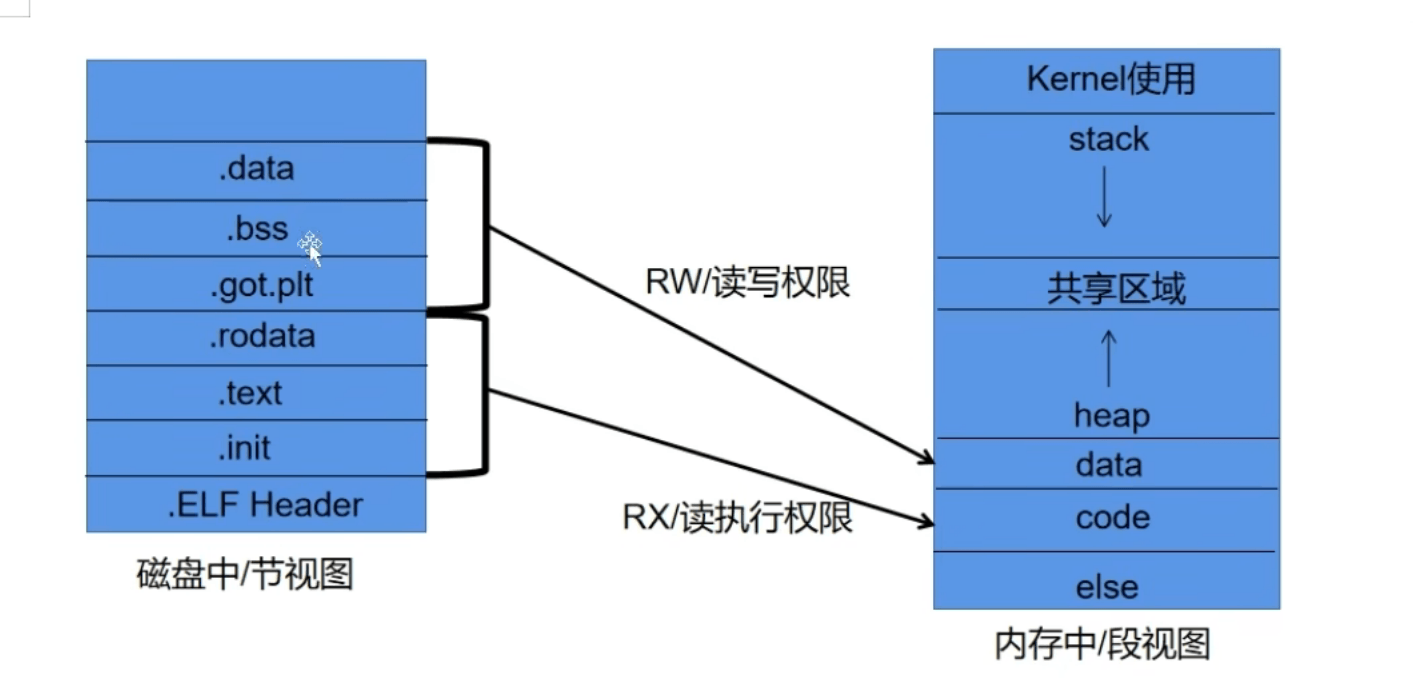 .data
.bss
.got.plt
.rodata
.text
.init
.ELF Header
磁盘中/节视图
RW/读写权限
RX/读执行权限
Kernel使用
stack
共享区域
heap
data
code
else
内存中/段视图